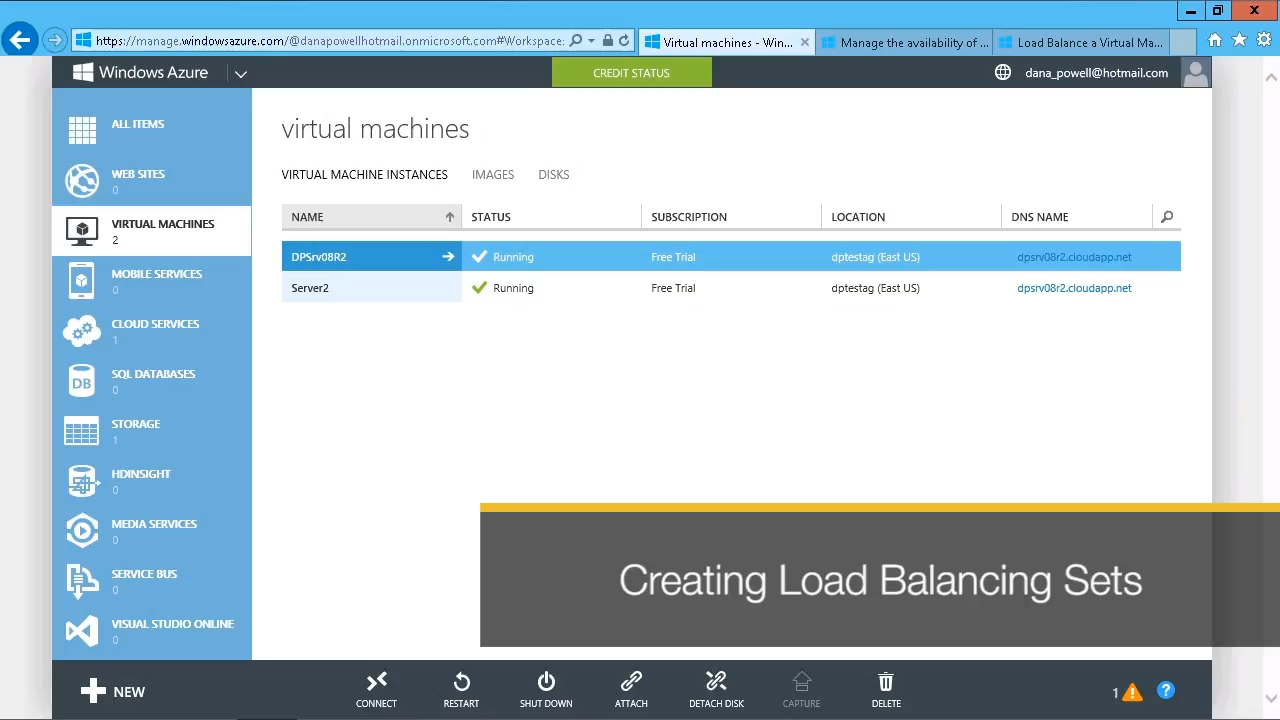 https://manage.windowsazure.com/@danapowellhotmail.onmicrosoft.com#Workspace:
Virtual machines - Win...
Manage the availability of ...
Load Balance a Virtual Ma...
Windows Azure
CREDIT STATUS
dana_powell@hotmail.com
ALL ITEMS
WEB SITES
0
VIRTUAL MACHINES
2
MOBILE SERVICES
0
CLOUD SERVICES
1
SQL DATABASES
0
DB
STORAGE
1
HDINSIGHT
0
MEDIA SERVICES
0
SERVICE BUS
0
VISUAL STUDIO ONLINE
0
virtual machines
VIRTUAL MACHINE INSTANCES IMAGES DISKS
NAME STATUS SUBSCRIPTION LOCATION DNS NAME
DPSrv08R2 Running Free Trial dptestag (East US) dpsrv08r2.cloudapp.net
Server2 Running Free Trial dptestag (East US) dpsrv08r2.cloudapp.net
Creating Load Balancing Sets
NEW
CONNECT RESTART SHUT DOWN ATTACH DETACH DISK CAPTURE DELETE
1 ?